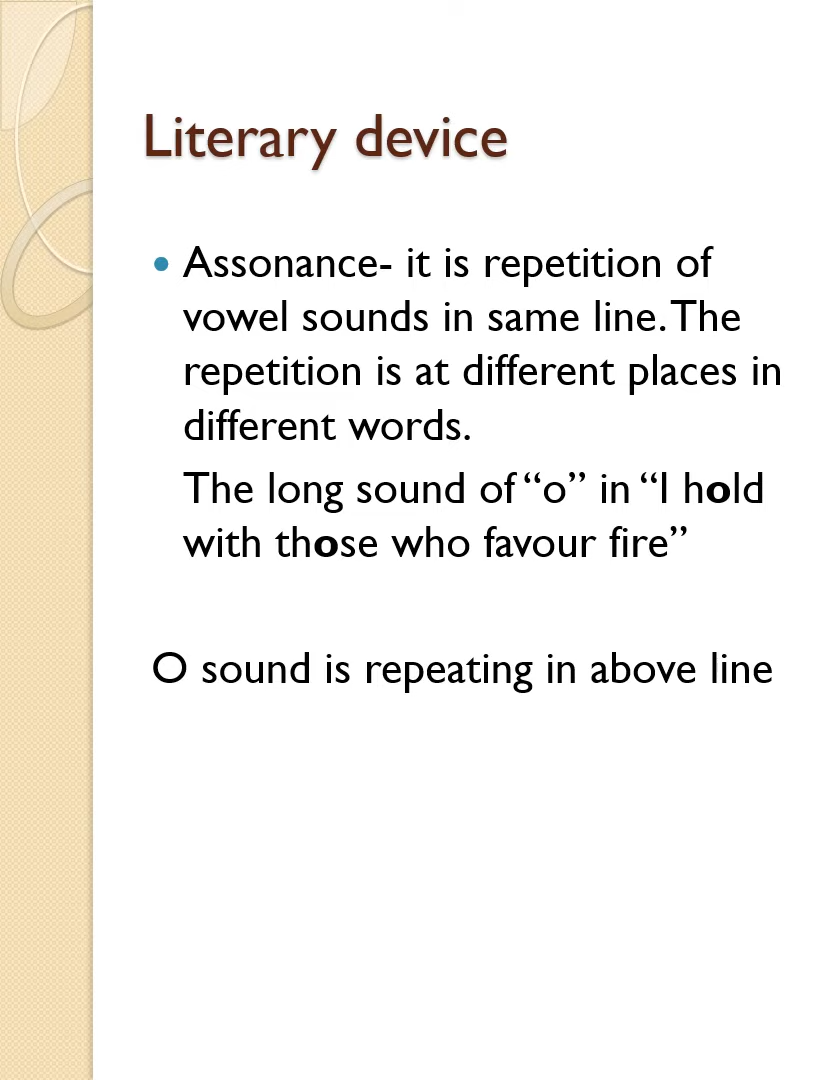 Literary device
• Assonance- it is repetition of
vowel sounds in same line. The
repetition is at different places in
different words.
The long sound of “o” in “I hold
with those who favour fire”
O sound is repeating in above line